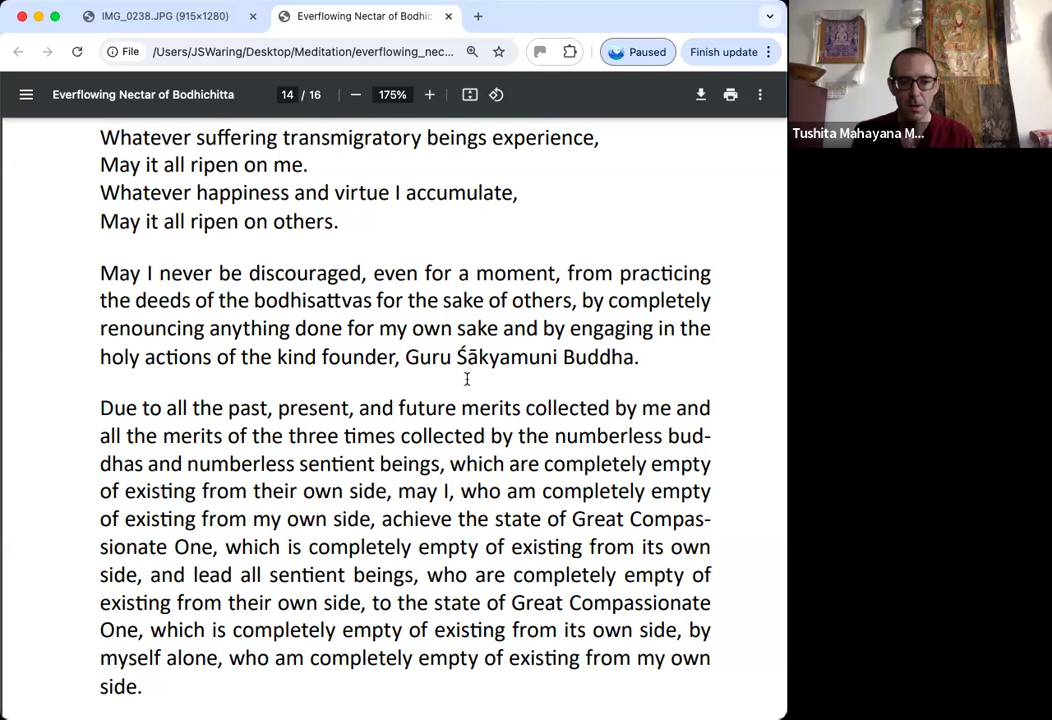 IMG_0238.JPG (915×1280)
Everflowing Nectar of Bodhic
File
/Users/JSWaring/Desktop/Meditation/everflowing_nec...
Paused
Finish update
Everflowing Nectar of Bodhichitta
14 / 16
175%
Tushita Mahayana M...
Whatever suffering transmigratory beings experience,
May it all ripen on me.
Whatever happiness and virtue I accumulate,
May it all ripen on others.
May I never be discouraged, even for a moment, from practicing
the deeds of the bodhisattvas for the sake of others, by completely
renouncing anything done for my own sake and by engaging in the
holy actions of the kind founder, Guru Śākyamuni Buddha.
Due to all the past, present, and future merits collected by me and
all the merits of the three times collected by the numberless bud-
dhas and numberless sentient beings, which are completely empty
of existing from their own side, may I, who am completely empty
of existing from my own side, achieve the state of Great Compas-
sionate One, which is completely empty of existing from its own
side, and lead all sentient beings, who are completely empty of
existing from their own side, to the state of Great Compassionate
One, which is completely empty of existing from its own side, by
myself alone, who am completely empty of existing from my own
side.